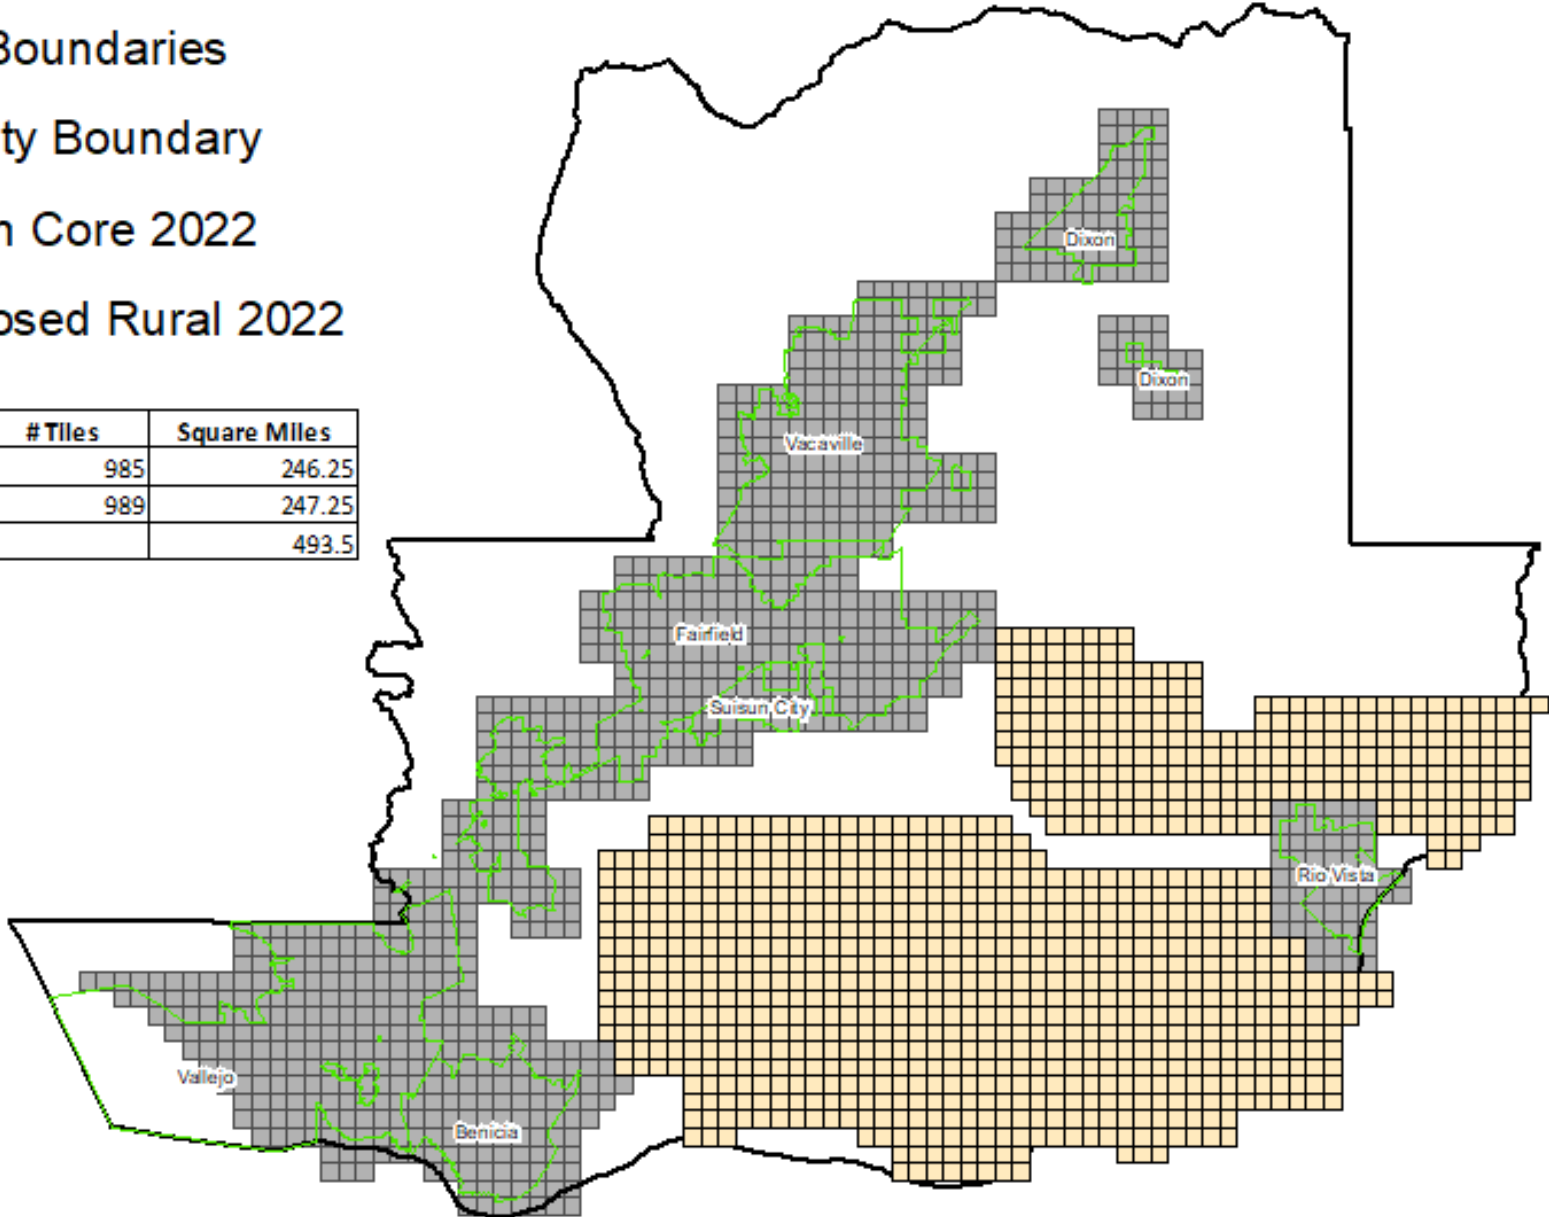 Boundaries
ty Boundary
n Core 2022
osed Rural 2022
# Tiles Square Miles
985 246.25
989 247.25
493.5
Dixon
Dixon
Vacaville
Fairfield
Suisun City
Rio Vista
Vallejo
Benicia